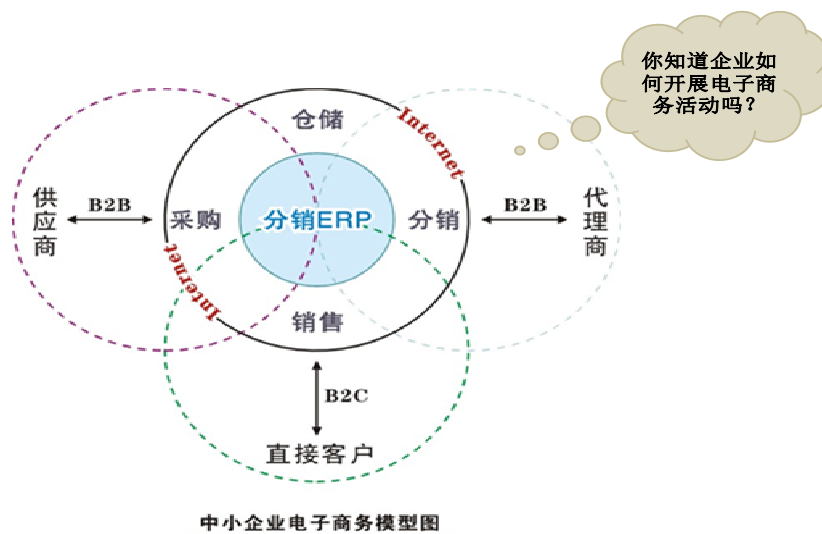 你知道企业如
何开展电子商
务活动吗？
仓储
Internet
供应商
B2B
采购
分销ERP
分销
B2B
代理商
Internet
销售
B2C
直接客户
中小企业电子商务模型图